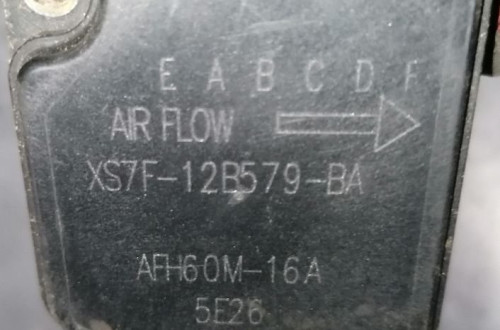 E A B C D F
AIR FLOW
XS7F-12B579-BA
AFH60M-16A
5E26